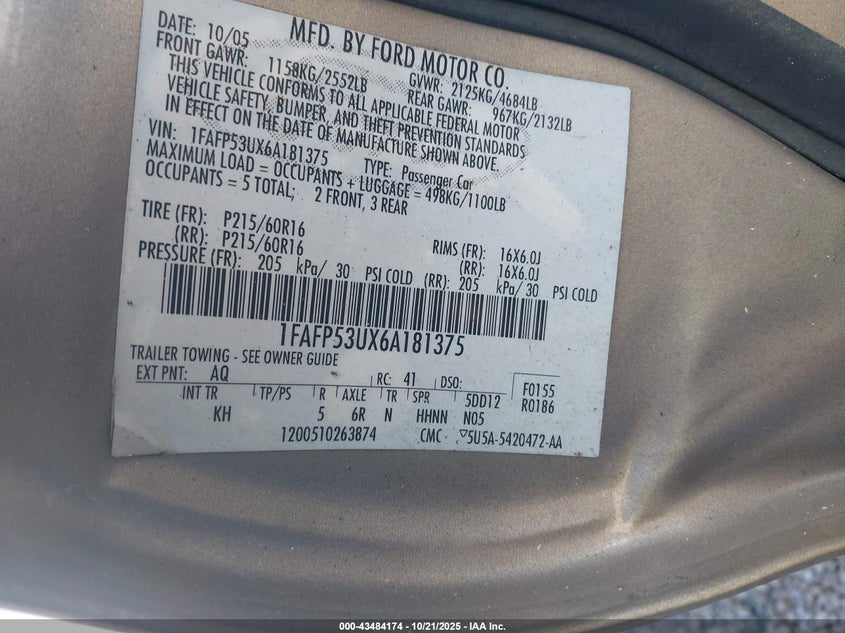 DATE: 10/05 MFD. BY FORD MOTOR CO.
FRONT GAWR: 1158KG/2552LB GVWR: 2125KG/4684LB
REAR GAWR: 967KG/2132LB
THIS VEHICLE CONFORMS TO ALL APPLICABLE FEDERAL MOTOR
VEHICLE SAFETY, BUMPER, AND THEFT PREVENTION STANDARDS
IN EFFECT ON THE DATE OF MANUFACTURE SHOWN ABOVE.
VIN: 1FAFP53UX6A181375 TYPE: Passenger Car
MAXIMUM LOAD = OCCUPANTS + LUGGAGE = 498KG/1100LB
OCCUPANTS = 5 TOTAL; 2 FRONT, 3 REAR
TIRE (FR): P215/60R16 RIMS (FR): 16X6.0J
(RR): P215/60R16 (RR): 16X6.0J
PRESSURE (FR): 205 kPa/ 30 PSI COLD (RR): 205 kPa/ 30 PSI COLD
1FAFP53UX6A181375
TRAILER TOWING - SEE OWNER GUIDE
EXT PNT: AQ RC: 41 DSO: F0155
INT TR TP/PS R AXLE TR SPR 5DD12 R0186
KH 5 6R N HHNN N05
1200510263874 CMC ▽5U5A-5420472-AA
000-43484174 - 10/21/2025 - IAA Inc.